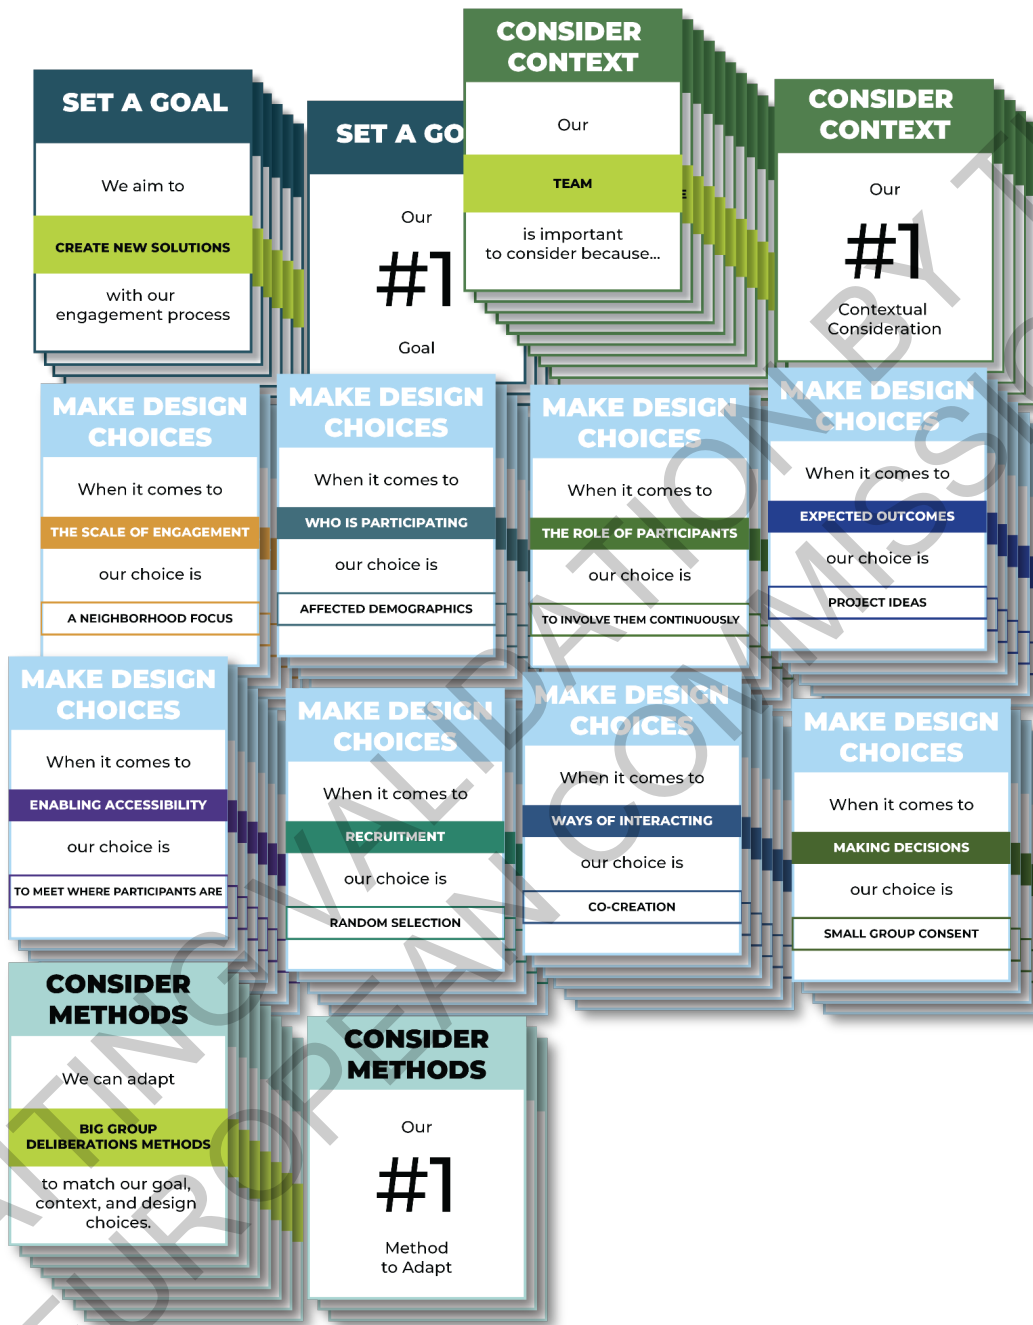 SET A GOAL
We aim to
CREATE NEW SOLUTIONS
with our
engagement process
SET A GO
Our
#1
Goal
CONSIDER
CONTEXT
Our
TEAM
is important
to consider because...
E
CONSIDER
CONTEXT
Our
#1
Contextual
Consideration
MAKE DESIGN
CHOICES
When it comes to
THE SCALE OF ENGAGEMENT
our choice is
A NEIGHBORHOOD FOCUS
MAKE DESIGN
CHOICES
When it comes to
WHO IS PARTICIPATING
our choice is
AFFECTED DEMOGRAPHICS
MAKE DESIGN
CHOICES
When it comes to
THE ROLE OF PARTICIPANTS
our choice is
TO INVOLVE THEM CONTINUOUSLY
MAKE DESIGN
CHOICES
When it comes to
EXPECTED OUTCOMES
our choice is
PROJECT IDEAS
MAKE DESIGN
CHOICES
When it comes to
ENABLING ACCESSIBILITY
our choice is
TO MEET WHERE PARTICIPANTS ARE
MAKE DESIGN
CHOICES
When it comes to
RECRUITMENT
our choice is
RANDOM SELECTION
MAKE DESIGN
CHOICES
When it comes to
WAYS OF INTERACTING
our choice is
CO-CREATION
MAKE DESIGN
CHOICES
When it comes to
MAKING DECISIONS
our choice is
SMALL GROUP CONSENT
CONSIDER
METHODS
We can adapt
BIG GROUP
DELIBERATIONS METHODS
to match our goal,
context, and design
choices.
CONSIDER
METHODS
Our
#1
Method
to Adapt
ATING VALIDATION BY T
EUROPEAN COMMISSI